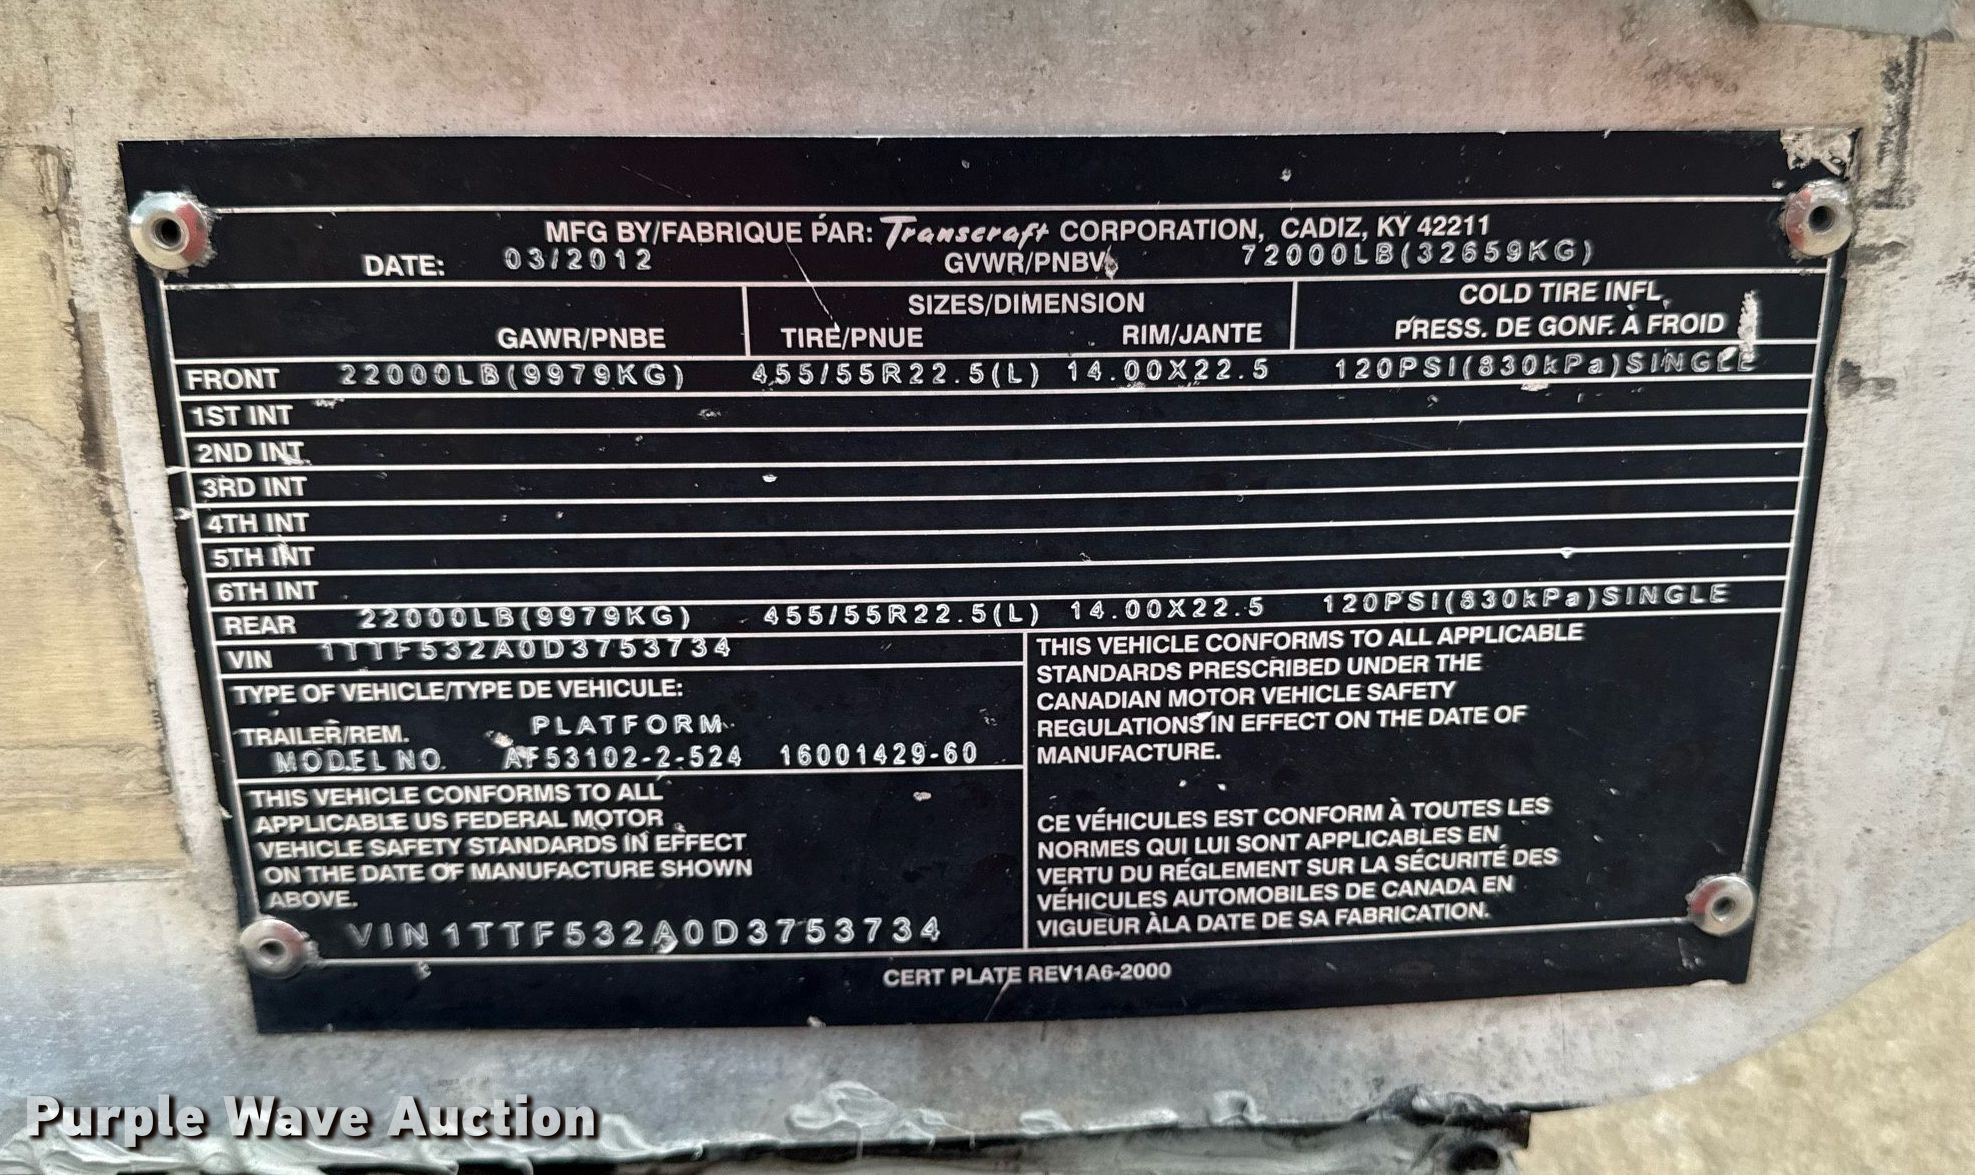 MFG BY/FABRIQUE PAR: Transcraft CORPORATION, CADIZ, KY 42211
DATE: 03/2012 GVWR/PNBV 72000LB(32659KG)
GAWR/PNBE SIZES/DIMENSION TIRE/PNUE RIM/JANTE COLD TIRE INFL. PRESS. DE GONF. À FROID
FRONT 22000LB(9979KG) 455/55R22.5(L) 14.00X22.5 120PSI(830kPa)SINGLE
1ST INT
2ND INT
3RD INT
4TH INT
5TH INT
6TH INT
REAR 22000LB(9979KG) 455/55R22.5(L) 14.00X22.5 120PSI(830kPa)SINGLE
VIN 1TTF532A0D3753734
TYPE OF VEHICLE/TYPE DE VEHICULE:
TRAILER/REM. PLATFORM
MODEL NO. AF53102-2-524 16001429-60
THIS VEHICLE CONFORMS TO ALL
APPLICABLE US FEDERAL MOTOR
VEHICLE SAFETY STANDARDS IN EFFECT
ON THE DATE OF MANUFACTURE SHOWN
ABOVE.
VIN 1TTF532A0D3753734
THIS VEHICLE CONFORMS TO ALL APPLICABLE
STANDARDS PRESCRIBED UNDER THE
CANADIAN MOTOR VEHICLE SAFETY
REGULATIONS IN EFFECT ON THE DATE OF
MANUFACTURE.
CE VÉHICULES EST CONFORM À TOUTES LES
NORMES QUI LUI SONT APPLICABLES EN
VERTU DU RÉGLEMENT SUR LA SÉCURITÉ DES
VÉHICULES AUTOMOBILES DE CANADA EN
VIGUEUR ÀLA DATE DE SA FABRICATION.
CERT PLATE REV1A6-2000
Purple Wave Auction